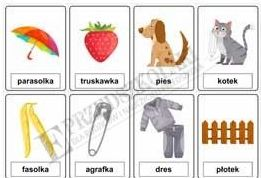 parasolka
truskawka
pies
kotek
fasolka
agrafka
dres
płotek